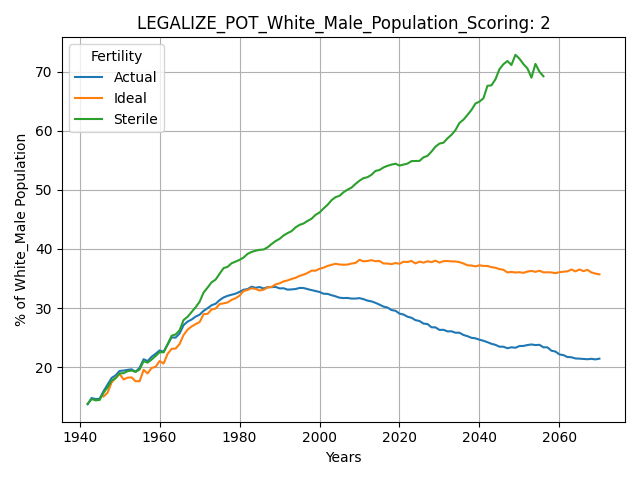 LEGALIZE_POT_White_Male_Population_Scoring: 2
Fertility
Actual
Ideal
Sterile
% of White_Male Population
70
60
50
40
30
20
1940
1960
1980
2000
2020
2040
2060
Years